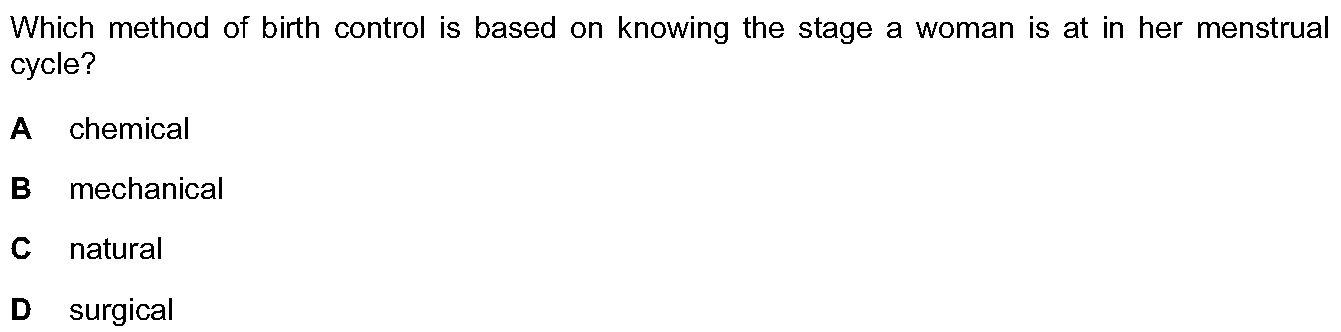 Which method of birth control is based on knowing the stage a woman is at in her menstrual
cycle?
A chemical
B mechanical
C natural
D surgical